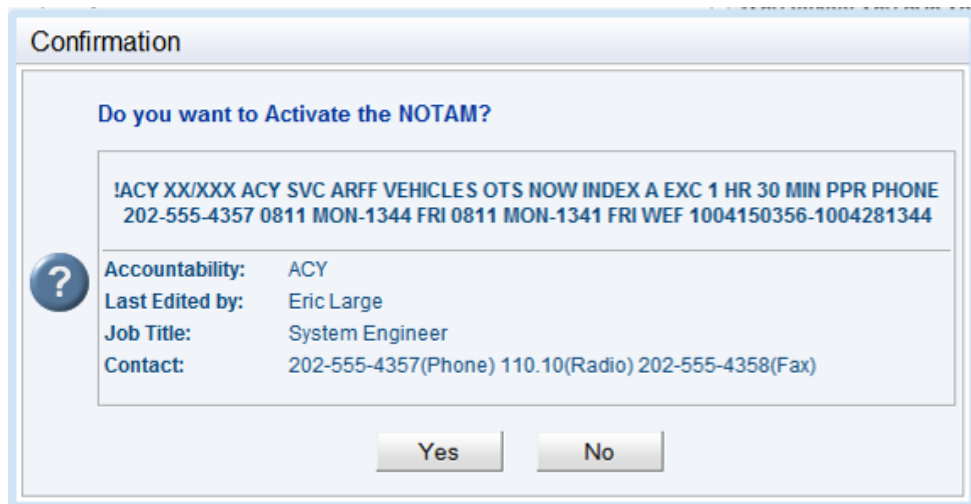 Confirmation
Do you want to Activate the NOTAM?
!ACY XX/XXX ACY SVC ARFF VEHICLES OTS NOW INDEX A EXC 1 HR 30 MIN PPR PHONE
202-555-4357 0811 MON-1344 FRI 0811 MON-1341 FRI WEF 1004150356-1004281344
?
Accountability: ACY
Last Edited by: Eric Large
Job Title: System Engineer
Contact: 202-555-4357(Phone) 110.10(Radio) 202-555-4358(Fax)
Yes No